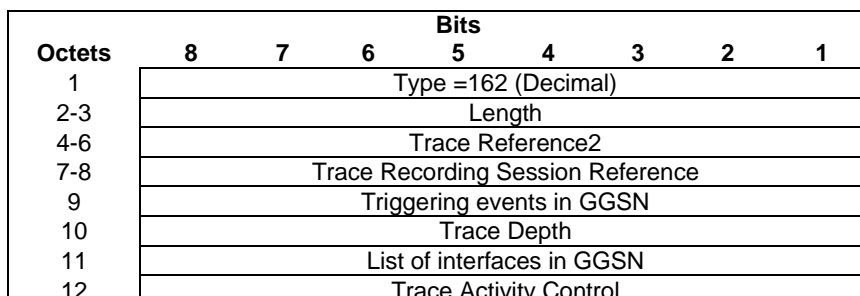 Bits
Octets 8 7 6 5 4 3 2 1
1 Type =162 (Decimal)
2-3 Length
4-6 Trace Reference2
7-8 Trace Recording Session Reference
9 Triggering events in GGSN
10 Trace Depth
11 List of interfaces in GGSN
12 Trace Activity Control